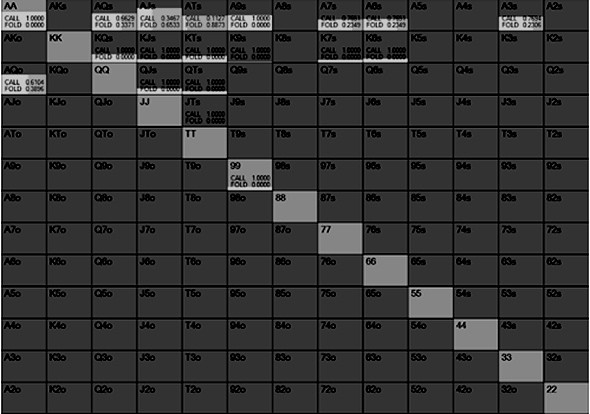 AA AKs AQs AJs ATs A9s A8s A7s A6s A5s A4s A3s A2s
CALL 1.0000 CALL 0.6629 CALL 0.3467 CALL 0.1127 CALL 1.0000 CALL 0.7651 CALL 0.7651 CALL 0.7694
FOLD 0.0000 FOLD 0.3371 FOLD 0.6533 FOLD 0.8873 FOLD 0.0000 FOLD 0.2349 FOLD 0.2349 FOLD 0.2306
AKo KK KQs KJs KTs K9s K8s K7s K6s K5s K4s K3s K2s
CALL 1.0000 CALL 1.0000 CALL 1.0000 CALL 1.0000 CALL 1.0000
FOLD 0.0000 FOLD 0.0000 FOLD 0.0000 FOLD 0.0000 FOLD 0.0000
AQo KQo QQ QJs QTs Q9s Q8s Q7s Q6s Q5s Q4s Q3s Q2s
CALL 0.6104 CALL 1.0000 CALL 1.0000
FOLD 0.3896 FOLD 0.0000 FOLD 0.0000
AJo KJo QJo JJ JTs J9s J8s J7s J6s J5s J4s J3s J2s
CALL 1.0000
FOLD 0.0000
ATo KTo QTo JTo TT T9s T8s T7s T6s T5s T4s T3s T2s
A9o K9o Q9o J9o T9o 99 98s 97s 96s 95s 94s 93s 92s
CALL 1.0000
FOLD 0.0000
A8o K8o Q8o J8o T8o 98o 88 87s 86s 85s 84s 83s 82s
A7o K7o Q7o J7o T7o 97o 87o 77 76s 75s 74s 73s 72s
A6o K6o Q6o J6o T6o 96o 86o 76o 66 65s 64s 63s 62s
A5o K5o Q5o J5o T5o 95o 85o 75o 65o 55 54s 53s 52s
A4o K4o Q4o J4o T4o 94o 84o 74o 64o 54o 44 43s 42s
A3o K3o Q3o J3o T3o 93o 83o 73o 63o 53o 43o 33 32s
A2o K2o Q2o J2o T2o 92o 82o 72o 62o 52o 42o 32o 22